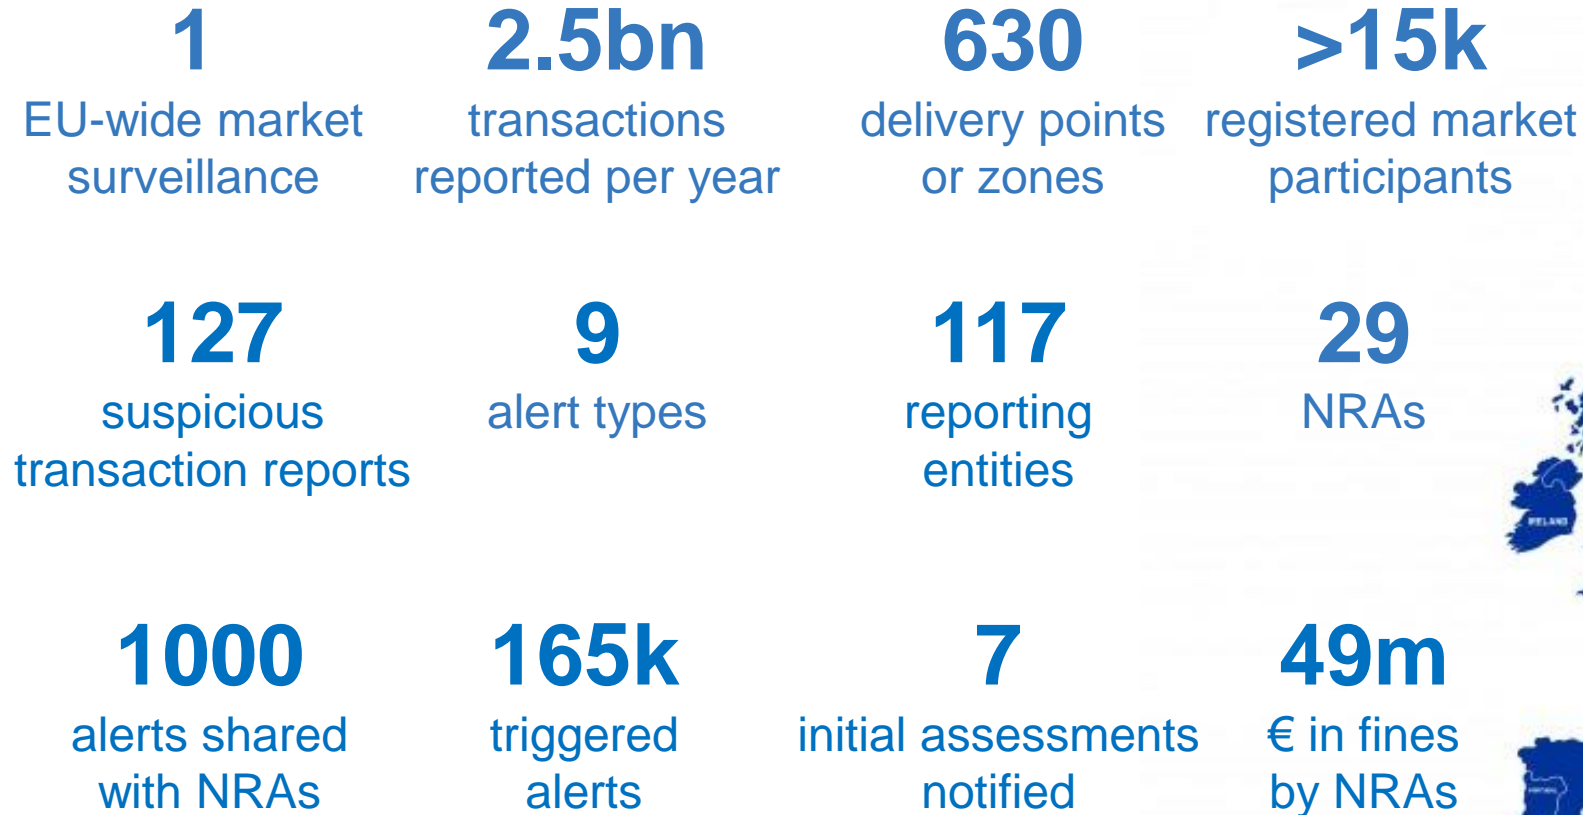 1
EU-wide market
surveillance
2.5bn
transactions
reported per year
630
delivery points
or zones
>15k
registered market
participants
127
suspicious
transaction reports
9
alert types
117
reporting
entities
29
NRAs
IRELAND
1000
alerts shared
with NRAs
165k
triggered
alerts
7
initial assessments
notified
49m
€ in fines
by NRAs
PORTUGAL